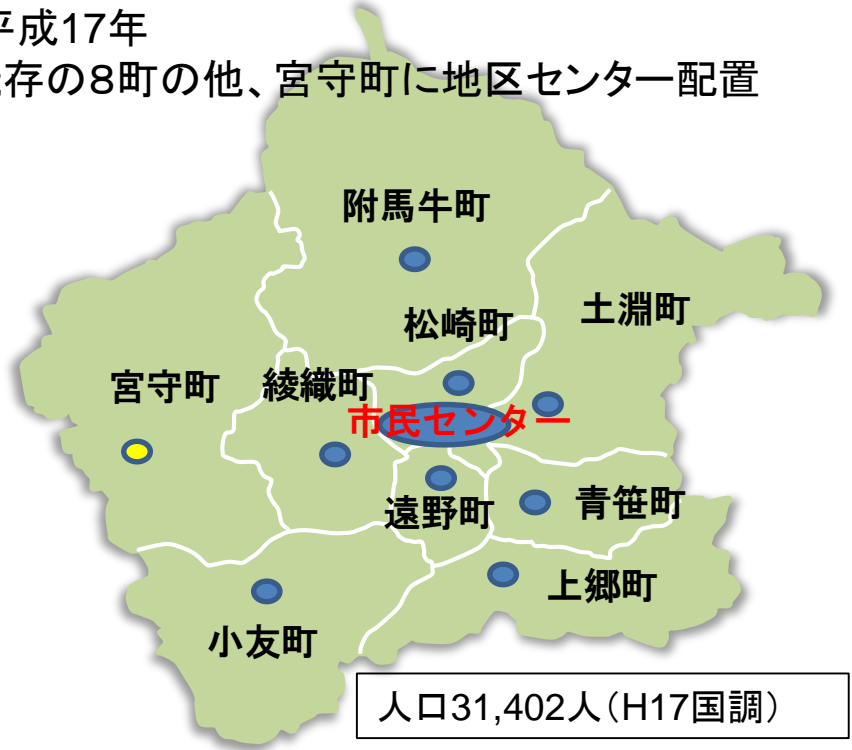 平成17年
存の8町の他、宮守町に地区センター配置
附馬牛町
松崎町
土淵町
宮守町
綾織町
市民センター
遠野町
青笹町
上郷町
小友町
人口31,402人（H17国調）